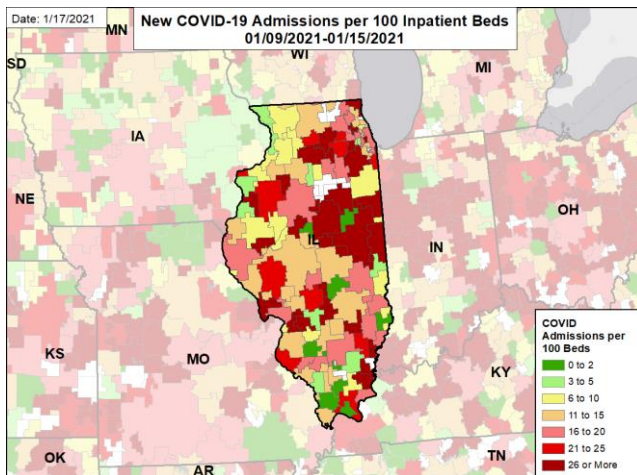 Date: 1/17/2021
New COVID-19 Admissions per 100 Inpatient Beds
01/09/2021-01/15/2021
MN
WI
SD
MI
IA
NE
OH
IL
IN
KS
MO
KY
OK
AR
TN
COVID
Admissions per
100 Beds
0 to 2
3 to 5
6 to 10
11 to 15
16 to 20
21 to 25
26 or More